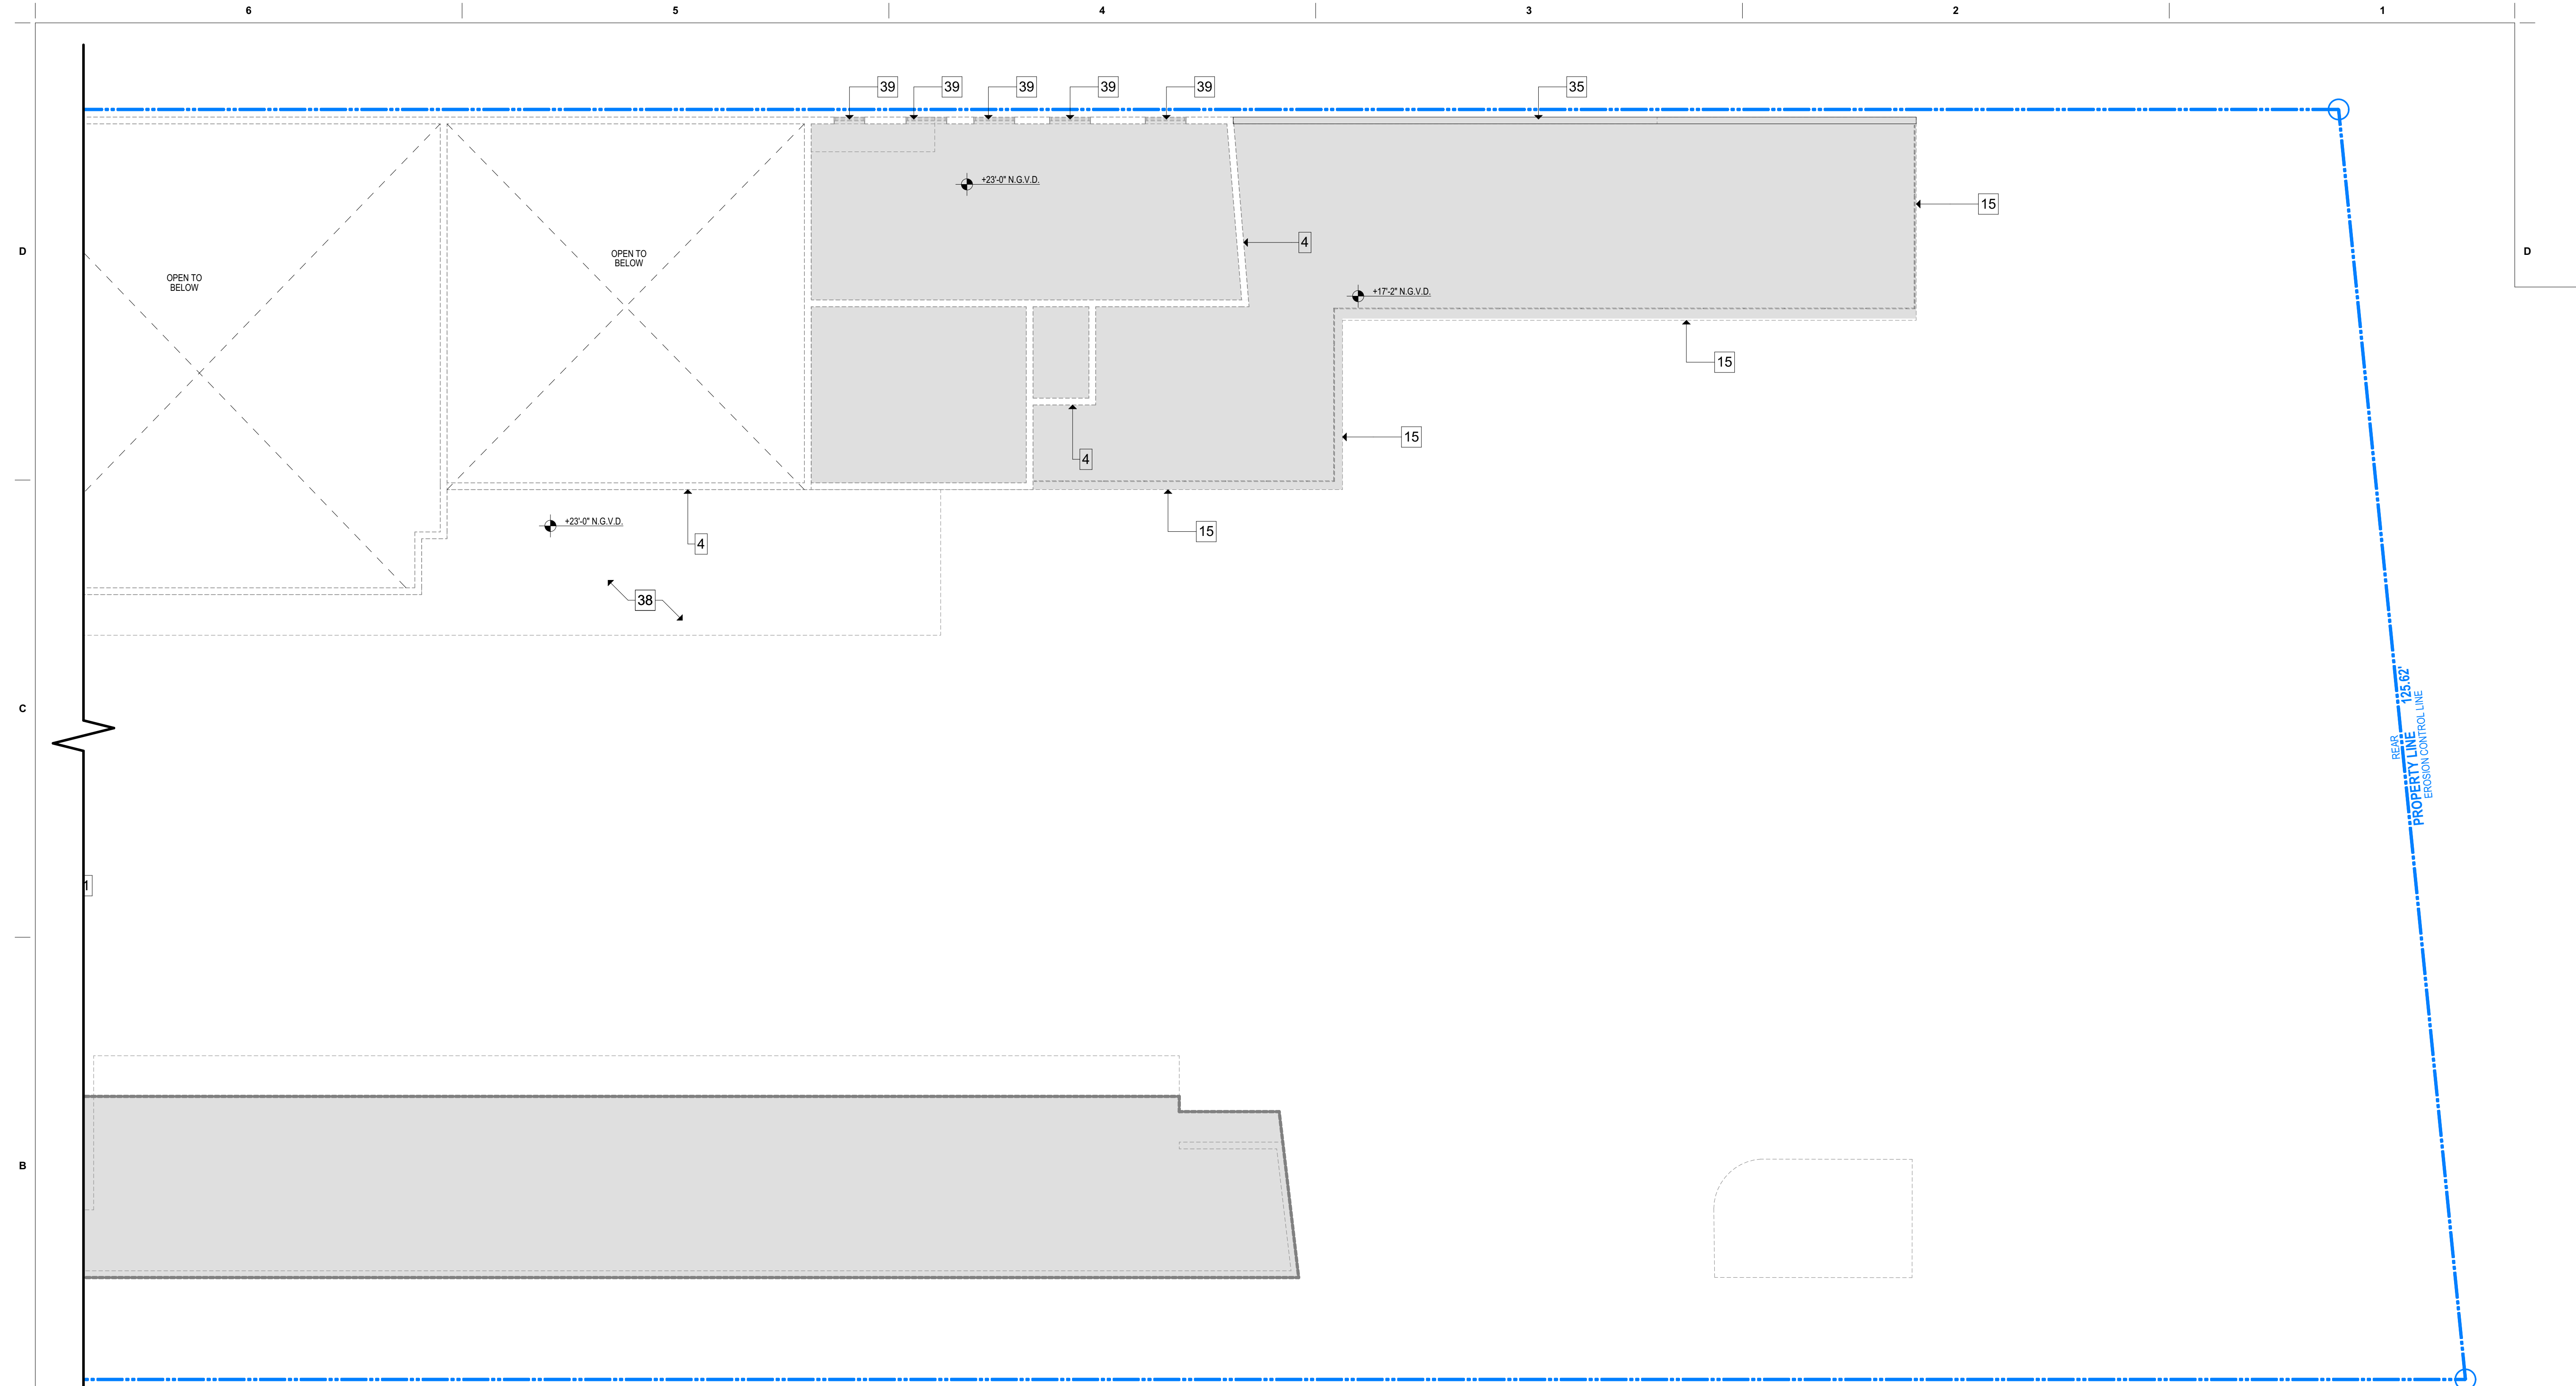 6 5 4 3 2 1
39 39 39 39 39 35
+23'-0" N.G.V.D.
15
D
4
D
OPEN TO
BELOW
OPEN TO
BELOW
+17'-2" N.G.V.D.
15
15
4
+23'-0" N.G.V.D.
4
15
38
C
REAR
PROPERTY LINE 125.62'
EROSION CONTROL LINE
1
B